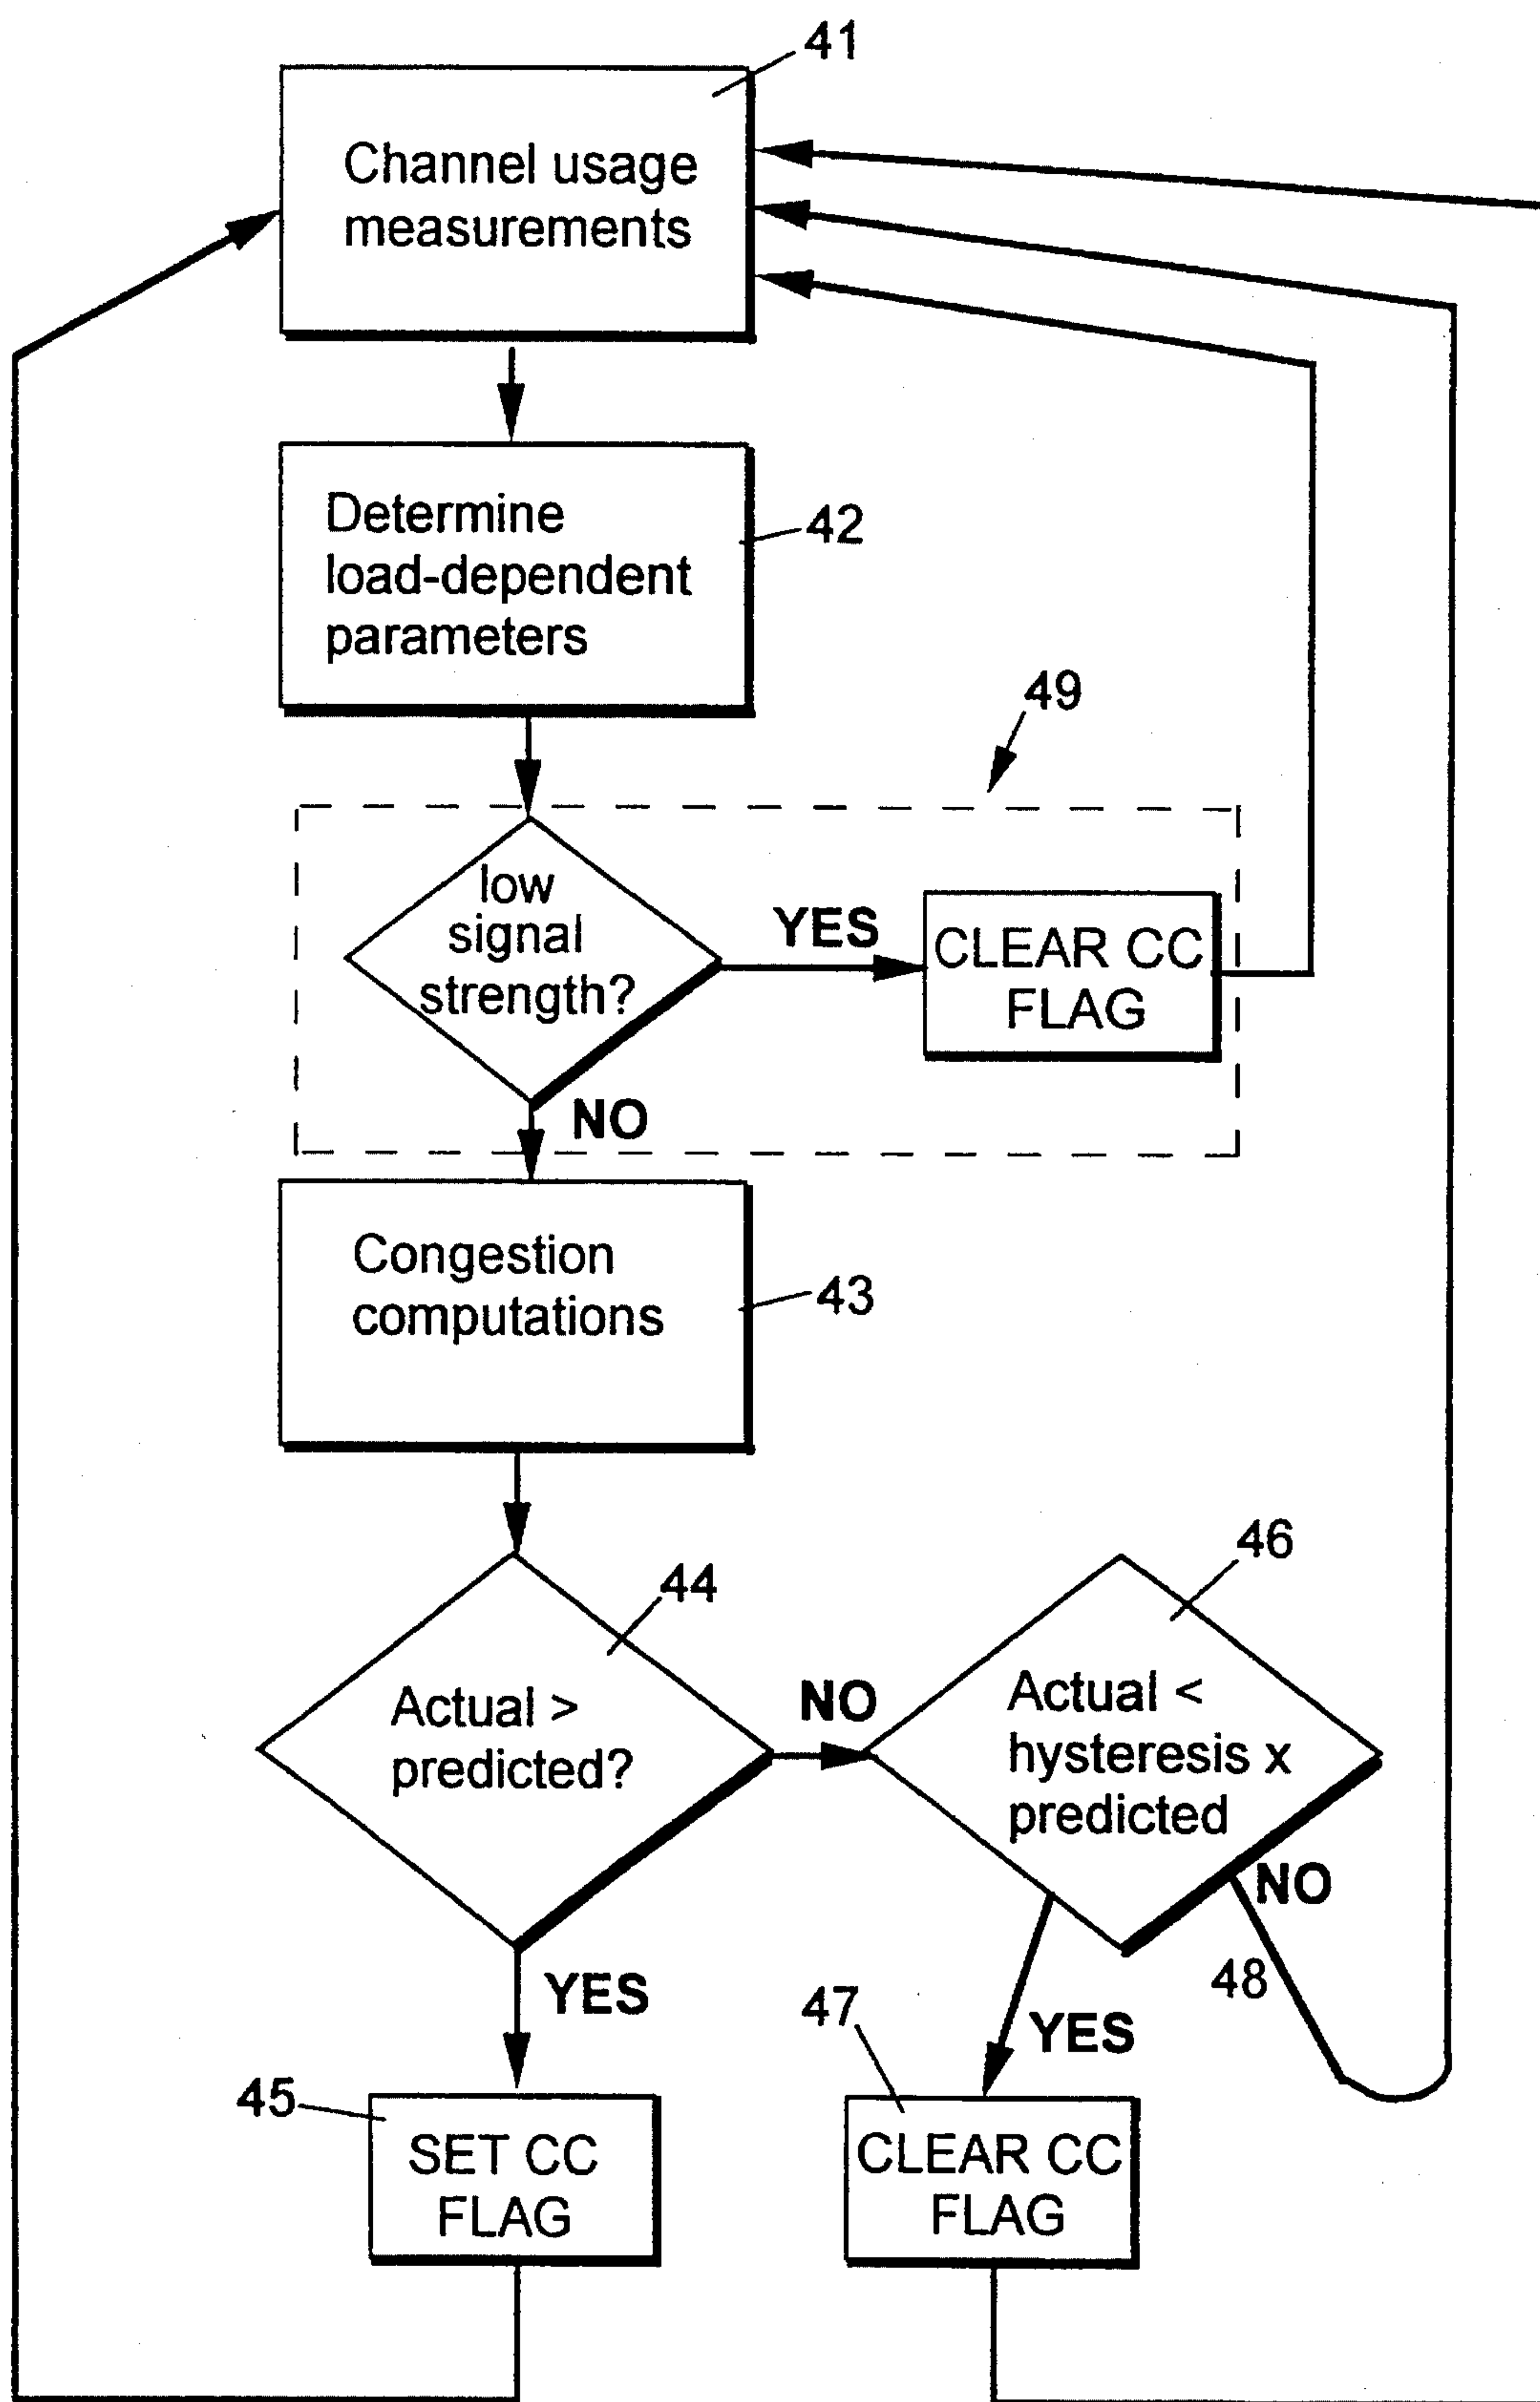 41
Channel usage
measurements
Determine
load-dependent
parameters
42
49
low
signal
strength?
YES
CLEAR CC
FLAG
NO
Congestion
computations
43
44
46
Actual >
predicted?
NO
Actual <
hysteresis x
predicted
NO
48
YES
47
YES
45
SET CC
FLAG
CLEAR CC
FLAG